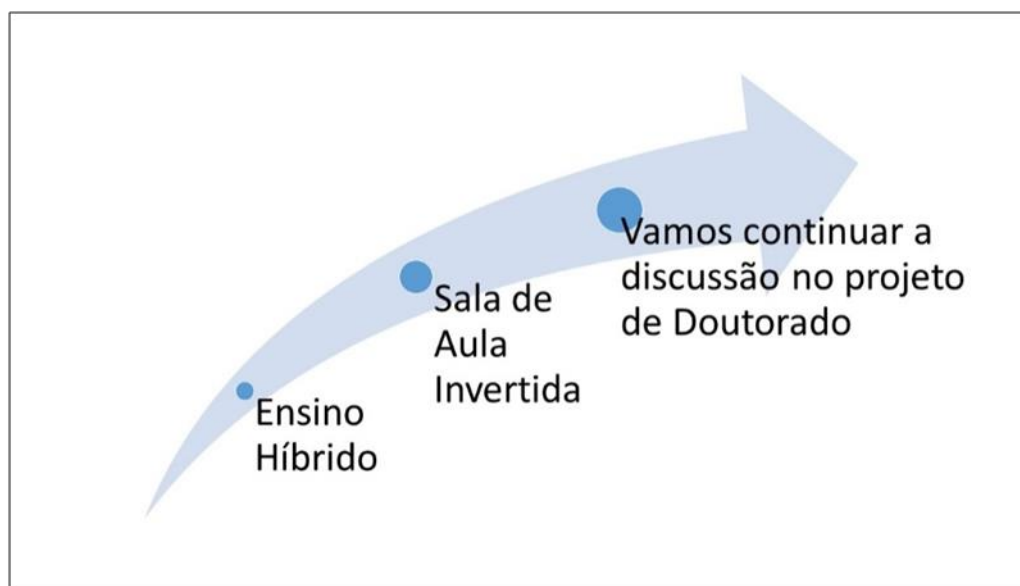 Ensino
Híbrido
Sala de
Aula
Invertida
Vamos continuar a
discussão no projeto
de Doutorado